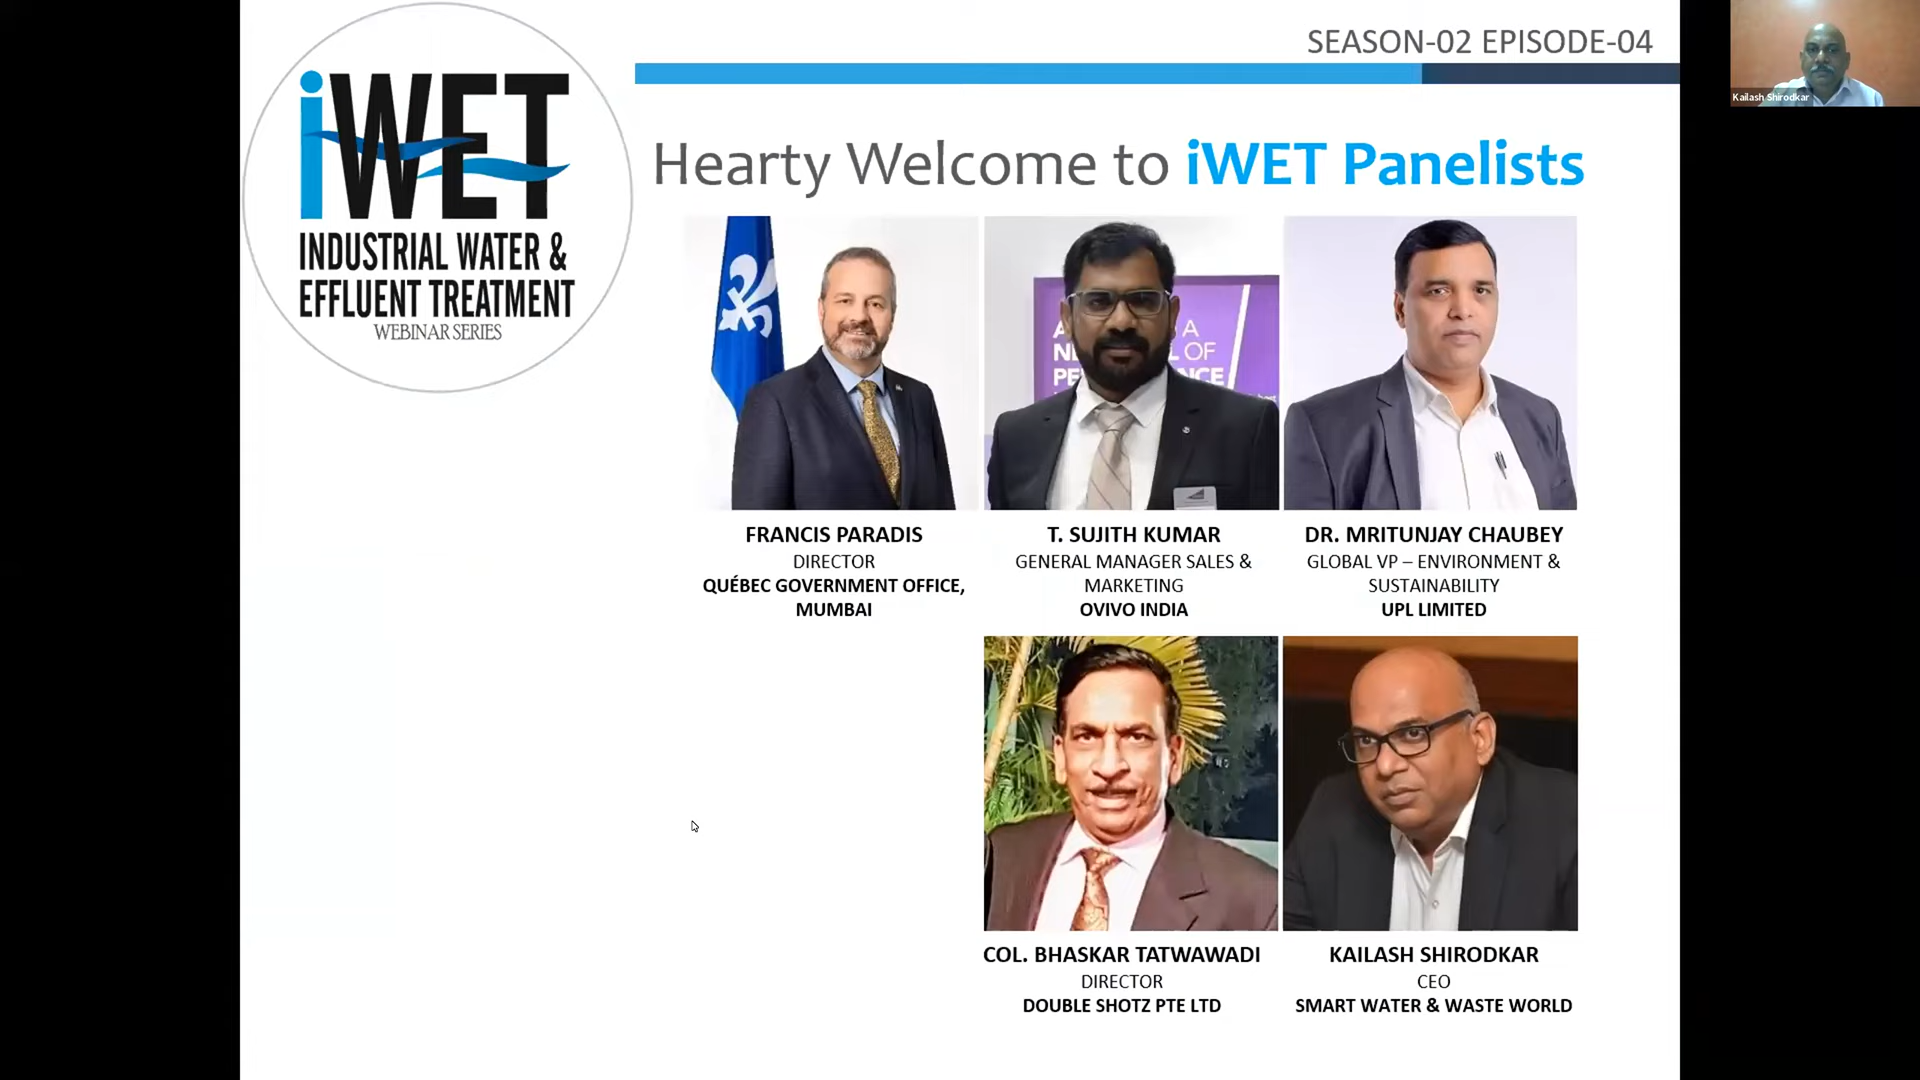 SEASON-02 EPISODE-04
Kailash Shirodkar
iWET
INDUSTRIAL WATER &
EFFLUENT TREATMENT
WEBINAR SERIES
Hearty Welcome to iWET Panelists
A
OF
FRANCIS PARADIS
DIRECTOR
QUÉBEC GOVERNMENT OFFICE,
MUMBAI
T. SUJITH KUMAR
GENERAL MANAGER SALES &
MARKETING
OVIVO INDIA
DR. MRITUNJAY CHAUBEY
GLOBAL VP – ENVIRONMENT &
SUSTAINABILITY
UPL LIMITED
COL. BHASKAR TATWAWADI
DIRECTOR
DOUBLE SHOTZ PTE LTD
KAILASH SHIRODKAR
CEO
SMART WATER & WASTE WORLD